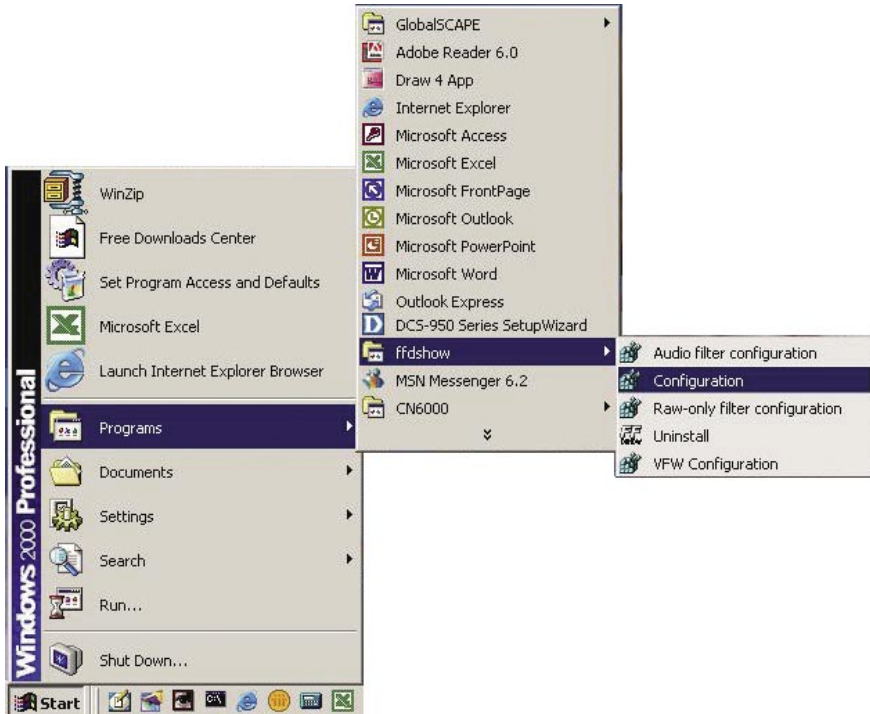 GlobalSCAPE
Adobe Reader 6.0
Draw 4 App
Internet Explorer
Microsoft Access
Microsoft Excel
Microsoft FrontPage
Microsoft Outlook
Microsoft PowerPoint
Microsoft Word
Outlook Express
DCS-950 Series SetupWizard
ffdshow
MSN Messenger 6.2
CN6000
Audio filter configuration
Configuration
Raw-only filter configuration
Uninstall
VFW Configuration
WinZip
Free Downloads Center
Set Program Access and Defaults
Microsoft Excel
Launch Internet Explorer Browser
Programs
Documents
Settings
Search
Run...
Shut Down...
Windows 2000 Professional
Start